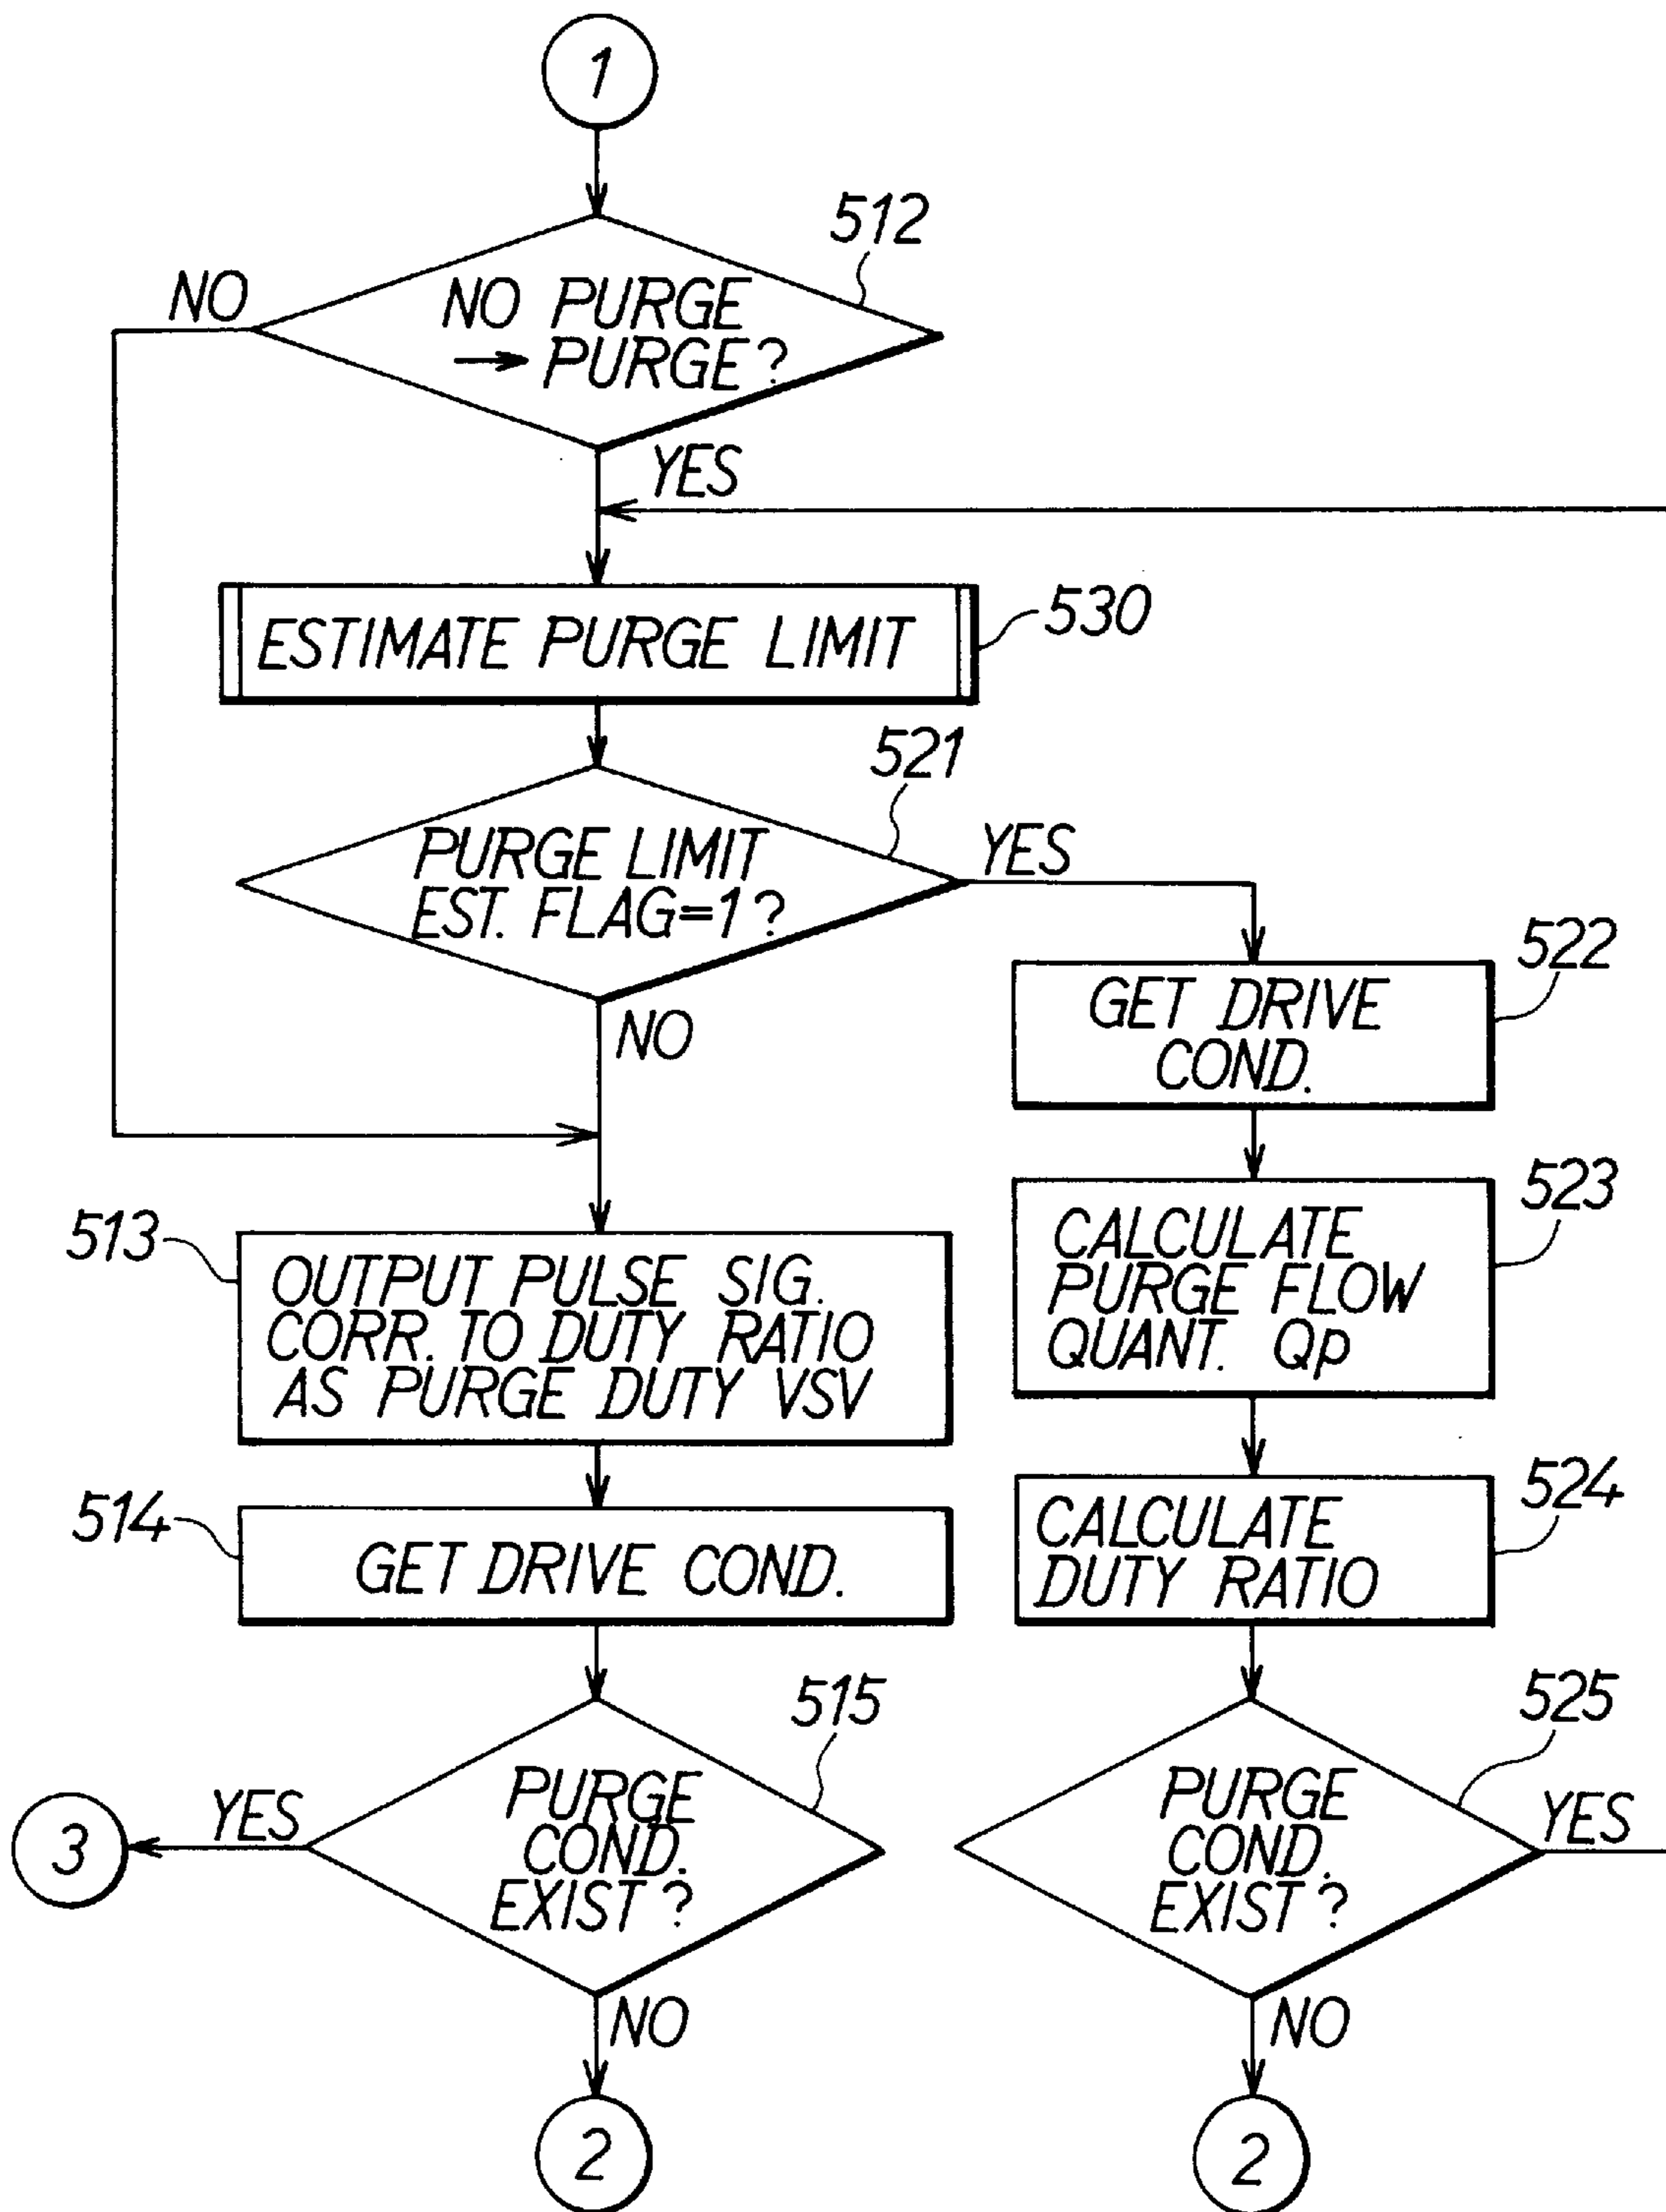 1
512
NO
NO PURGE
→ PURGE?
YES
ESTIMATE PURGE LIMIT
530
521
PURGE LIMIT
EST. FLAG=1?
YES
NO
522
GET DRIVE
COND.
523
CALCULATE
PURGE FLOW
QUANT. Qp
513
OUTPUT PULSE SIG.
CORR. TO DUTY RATIO
AS PURGE DUTY VSV
524
CALCULATE
DUTY RATIO
514
GET DRIVE COND.
515
PURGE
COND.
EXIST?
YES
3
NO
2
525
PURGE
COND.
EXIST?
YES
NO
2